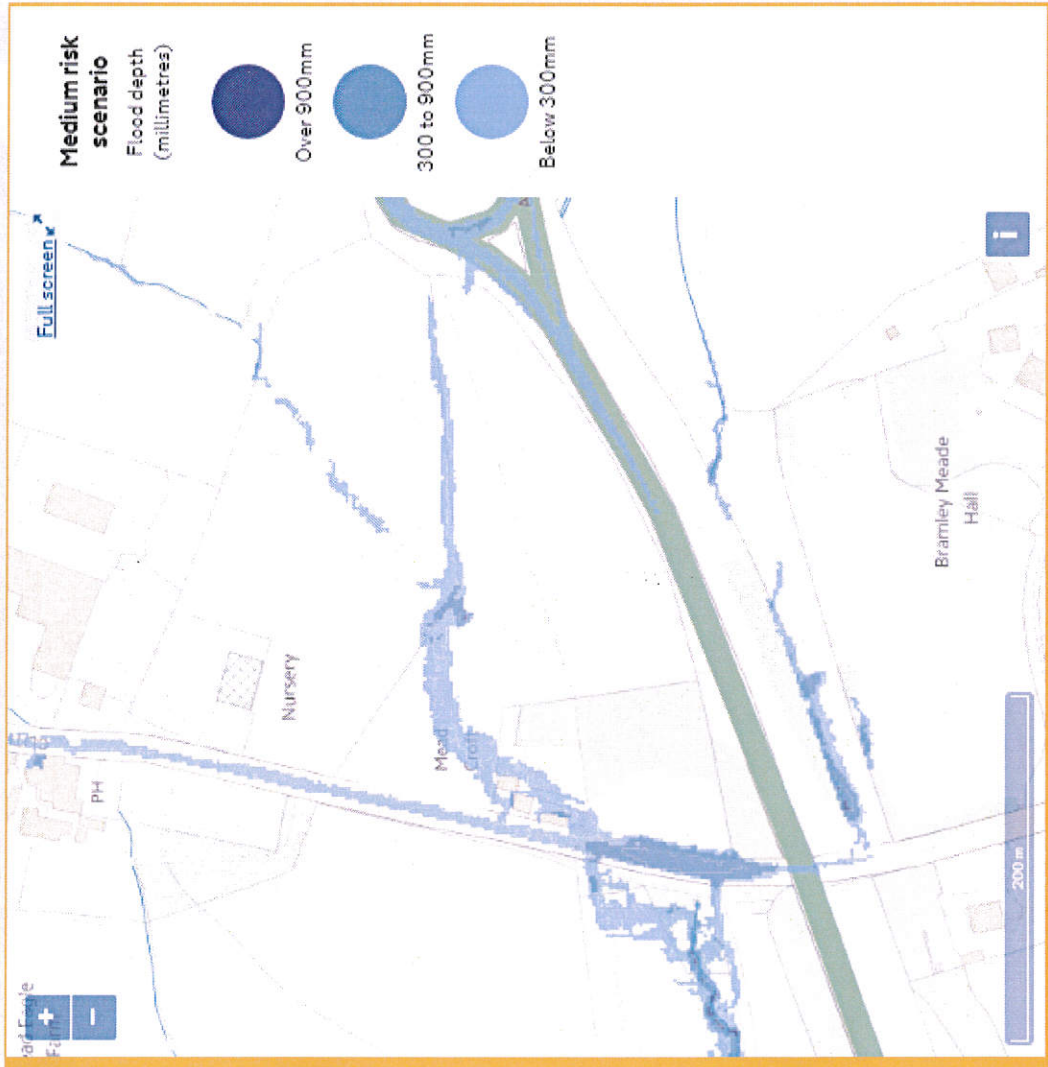 Full screen
Medium risk
scenario
Flood depth
(millimetres)
Over 900mm
300 to 900mm
Below 300mm
PH
Nursery
Mead
Croft
Bramley Meade
Hall
Eagle
+
−
200 m
i